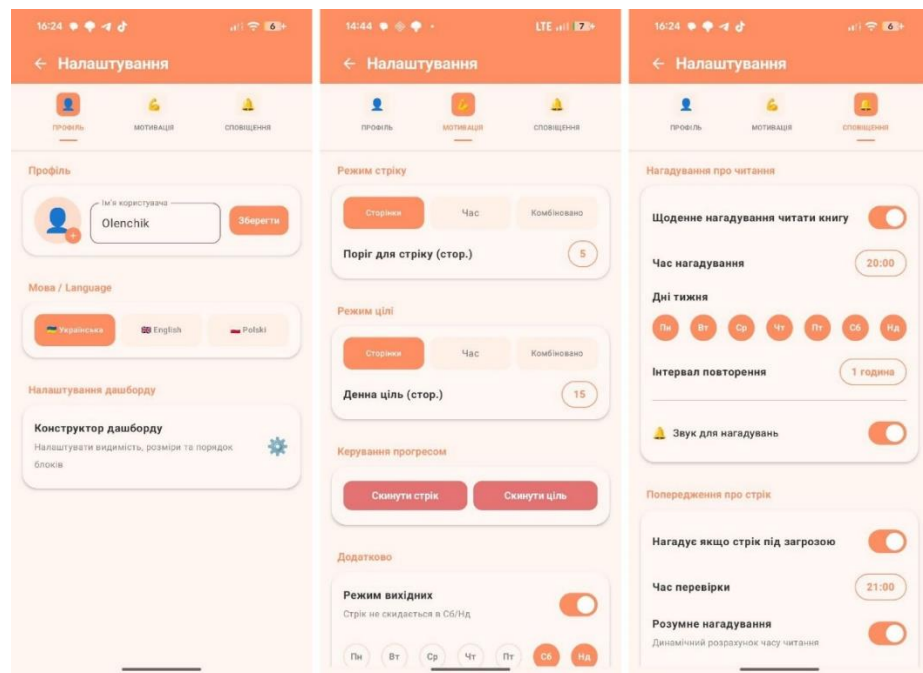 16:24
6
← Налаштування
ПРОФІЛЬ
МОТИВАЦІЯ
СПОВІЩЕННЯ
Профіль
Ім'я користувача
Olenchik
Зберегти
Мова / Language
Українська
English
Polski
Налаштування дашборду
Конструктор дашборду
Налаштувати видимість, розміри та порядок
блоків
14:44
LTE
7
← Налаштування
ПРОФІЛЬ
МОТИВАЦІЯ
СПОВІЩЕННЯ
Режим стріку
Сторінки
Час
Комбіновано
Поріг для стріку (стор.)
5
Режим цілі
Сторінки
Час
Комбіновано
Денна ціль (стор.)
15
Керування прогресом
Скинути стрік
Скинути ціль
Додатково
Режим вихідних
Стрік не скидається в Сб/Нд
Пн Вт Ср Чт Пт Сб Нд
16:24
6
← Налаштування
ПРОФІЛЬ
МОТИВАЦІЯ
СПОВІЩЕННЯ
Нагадування про читання
Щоденне нагадування читати книгу
Час нагадування
20:00
Дні тижня
Пн Вт Ср Чт Пт Сб Нд
Інтервал повторення
1 година
Звук для нагадувань
Попередження про стрік
Нагадує якщо стрік під загрозою
Час перевірки
21:00
Розумне нагадування
Динамічний розрахунок часу читання